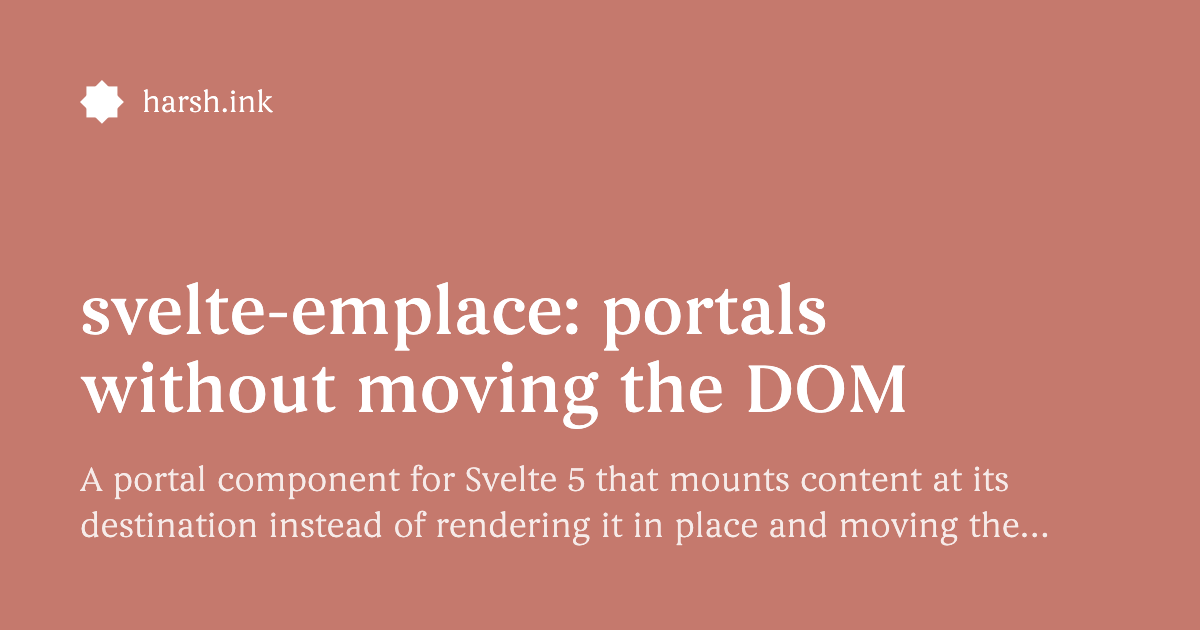 harsh.ink
svelte-emplace: portals
without moving the DOM
A portal component for Svelte 5 that mounts content at its
destination instead of rendering it in place and moving the…